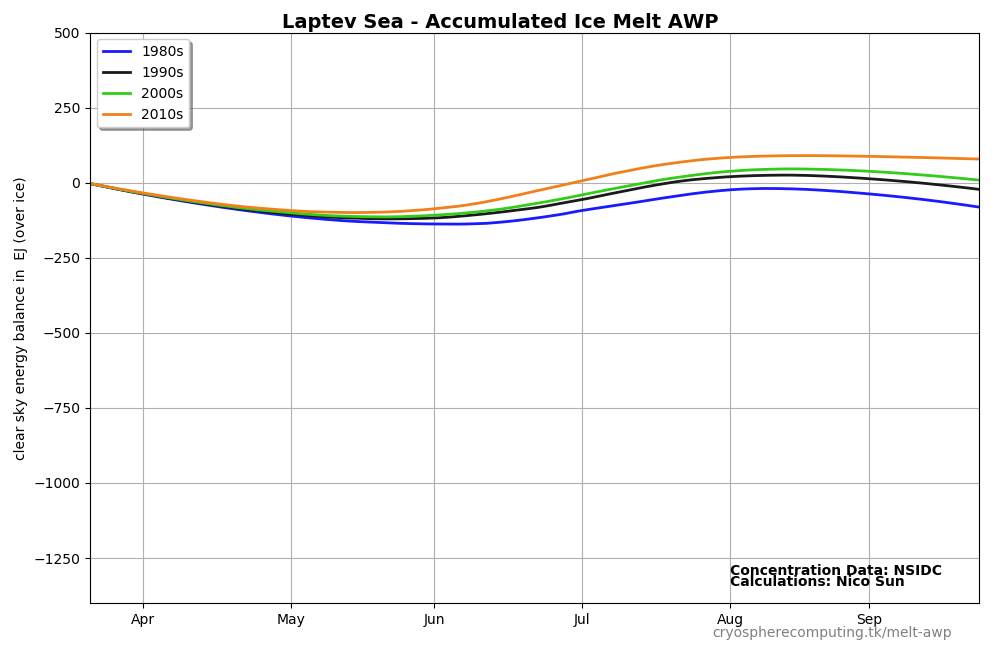 Laptev Sea - Accumulated Ice Melt AWP
500
250
0
−250
−500
−750
−1000
−1250
clear sky energy balance in  EJ (over ice)
1980s
1990s
2000s
2010s
Concentration Data: NSIDC
Calculations: Nico Sun
Apr May Jun Jul Aug Sep
cryospherecomputing.tk/melt-awp